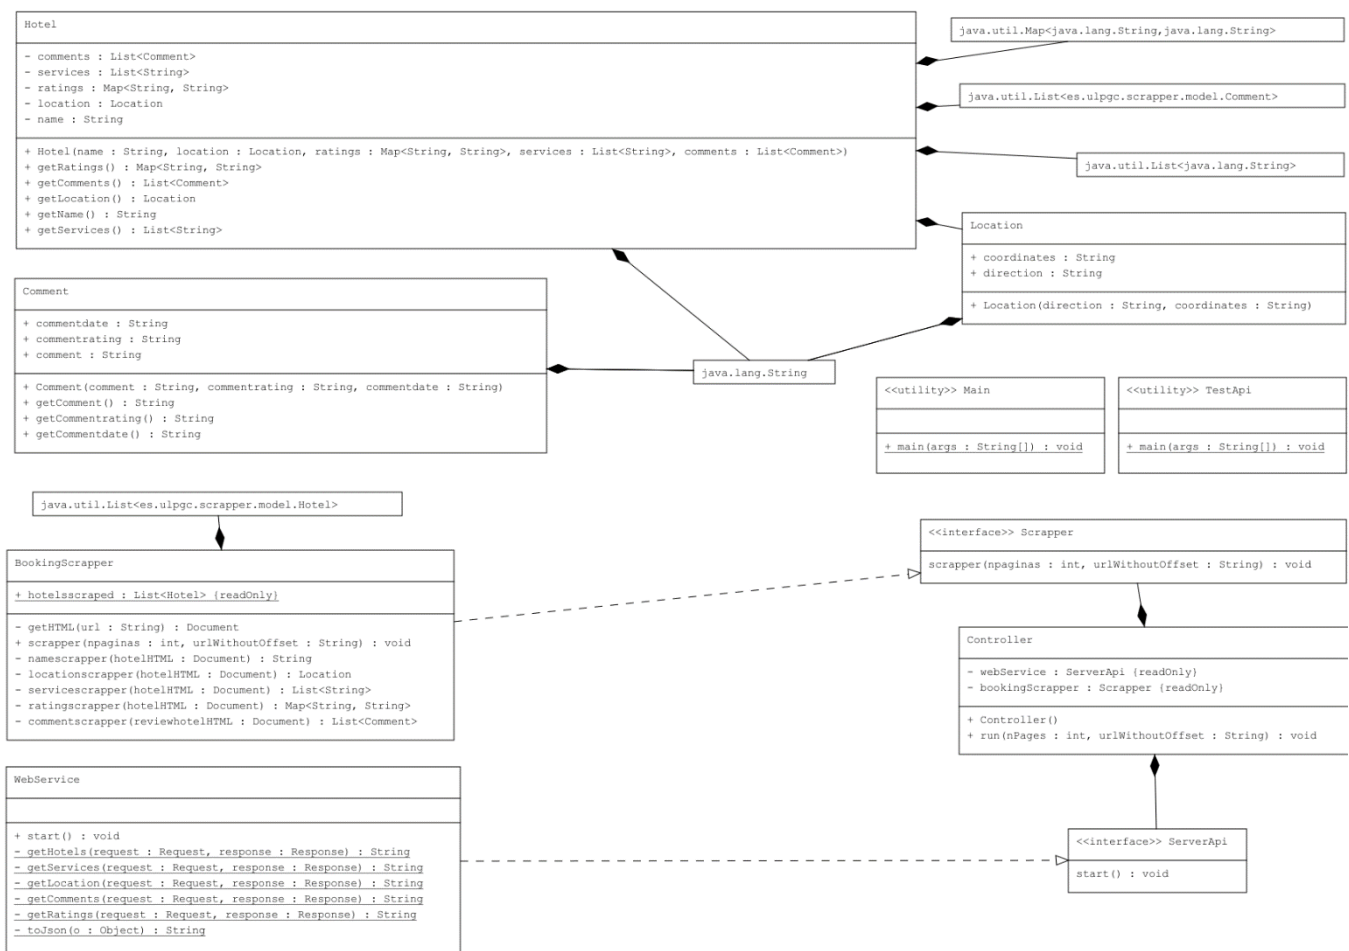 Hotel
- comments : List<Comment>
- services : List<String>
- ratings : Map<String, String>
- location : Location
- name : String
+ Hotel(name : String, location : Location, ratings : Map<String, String>, services : List<String>, comments : List<Comment>)
+ getRatings() : Map<String, String>
+ getComments() : List<Comment>
+ getLocation() : Location
+ getName() : String
+ getServices() : List<String>
java.util.Map<java.lang.String,java.lang.String>
java.util.List<es.ulpgc.scrapper.model.Comment>
java.util.List<java.lang.String>
Location
+ coordinates : String
+ direction : String
+ Location(direction : String, coordinates : String)
Comment
+ commentdate : String
+ commentrating : String
+ comment : String
+ Comment(comment : String, commentrating : String, commentdate : String)
+ getComment() : String
+ getCommentrating() : String
+ getCommentdate() : String
java.lang.String
<<utility>> Main
+ main(args : String[]) : void
<<utility>> TestApi
+ main(args : String[]) : void
java.util.List<es.ulpgc.scrapper.model.Hotel>
BookingScrapper
+ hotelsscraped : List<Hotel> {readOnly}
- getHTML(url : String) : Document
+ scrapper(npaginas : int, urlWithoutOffset : String) : void
- namescrapper(hotelHTML : Document) : String
- locationscrapper(hotelHTML : Document) : Location
- servicescrapper(hotelHTML : Document) : List<String>
- ratingscrapper(hotelHTML : Document) : Map<String, String>
- commentscrapper(reviewhotelHTML : Document) : List<Comment>
<<interface>> Scrapper
scrapper(npaginas : int, urlWithoutOffset : String) : void
Controller
- webService : ServerApi {readOnly}
- bookingScrapper : Scrapper {readOnly}
+ Controller()
+ run(nPages : int, urlWithoutOffset : String) : void
WebService
+ start() : void
- getHotels(request : Request, response : Response) : String
- getServices(request : Request, response : Response) : String
- getLocation(request : Request, response : Response) : String
- getComments(request : Request, response : Response) : String
- getRatings(request : Request, response : Response) : String
- toJson(o : Object) : String
<<interface>> ServerApi
start() : void